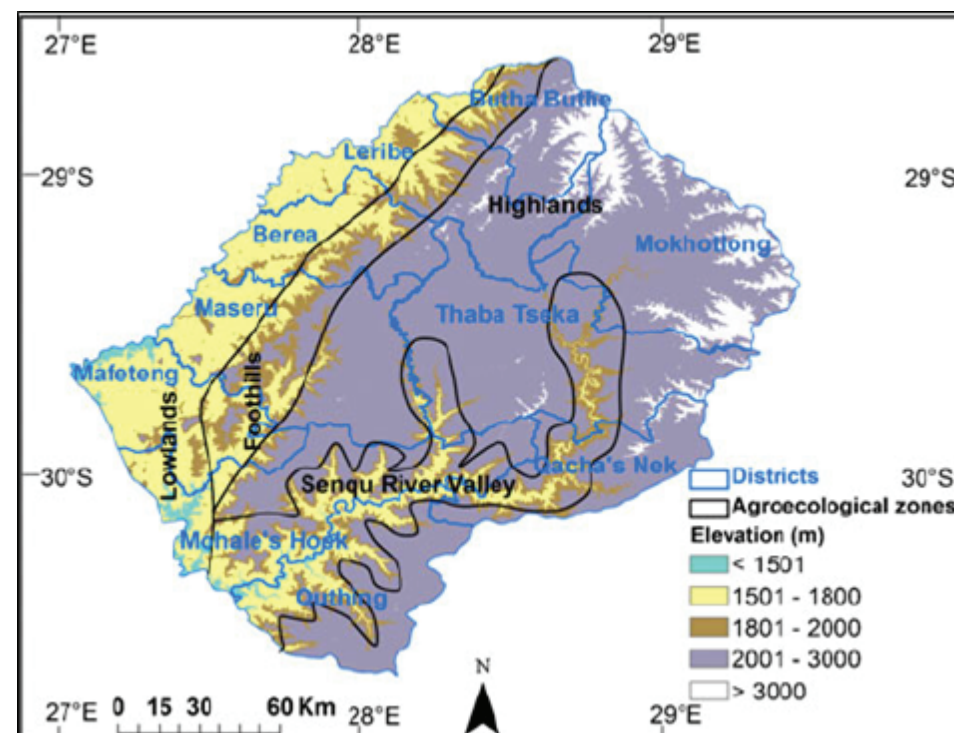 27°E 28°E 29°E
Butha Buthe
Leribe
29°S 29°S
Highlands
Berea
Mokhotlong
Maseru
Thaba Tseka
Mafeteng
Foothills
Lowlands
Qacha's Nek
30°S 30°S
Senqu River Valley
Districts
Agroecological zones
Elevation (m)
Mohale's Hoek
< 1501
1501 - 1800
Quthing
1801 - 2000
2001 - 3000
N
> 3000
0 15 30 60 Km
27°E 28°E 29°E